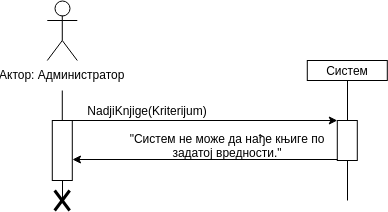 Актор: Администратор
Систем
NadjiKnjige(Kriterijum)
"Систем не може да нађе књиге по
задатој вредности."